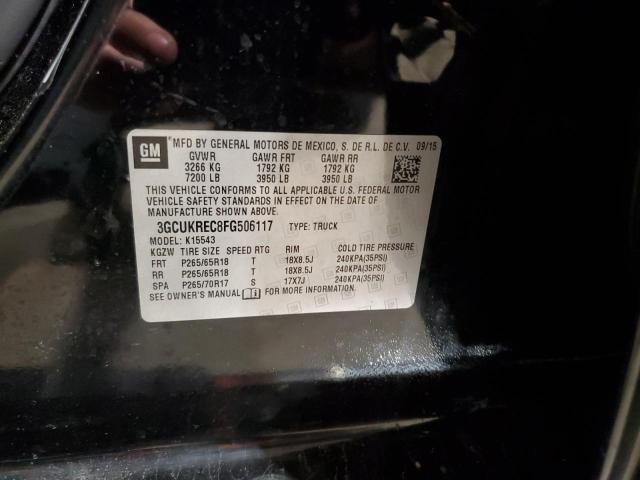 GM
MFD BY GENERAL MOTORS DE MEXICO, S. DE R.L. DE C.V. 09/15
GVWR GAWR FRT GAWR RR
3266 KG 1792 KG 1792 KG
7200 LB 3950 LB 3950 LB
THIS VEHICLE CONFORMS TO ALL APPLICABLE U.S. FEDERAL MOTOR
VEHICLE SAFETY STANDARDS IN EFFECT ON THE DATE OF
MANUFACTURE SHOWN ABOVE.
3GCUKREC8FG506117 TYPE: TRUCK
MODEL: K15543
KGZW TIRE SIZE SPEED RTG RIM COLD TIRE PRESSURE
FRT P265/65R18 T 18X8.5J 240KPA(35PSI)
RR P265/65R18 T 18X8.5J 240KPA(35PSI)
SPA P265/70R17 S 17X7J 240KPA(35PSI)
SEE OWNER'S MANUAL FOR MORE INFORMATION.